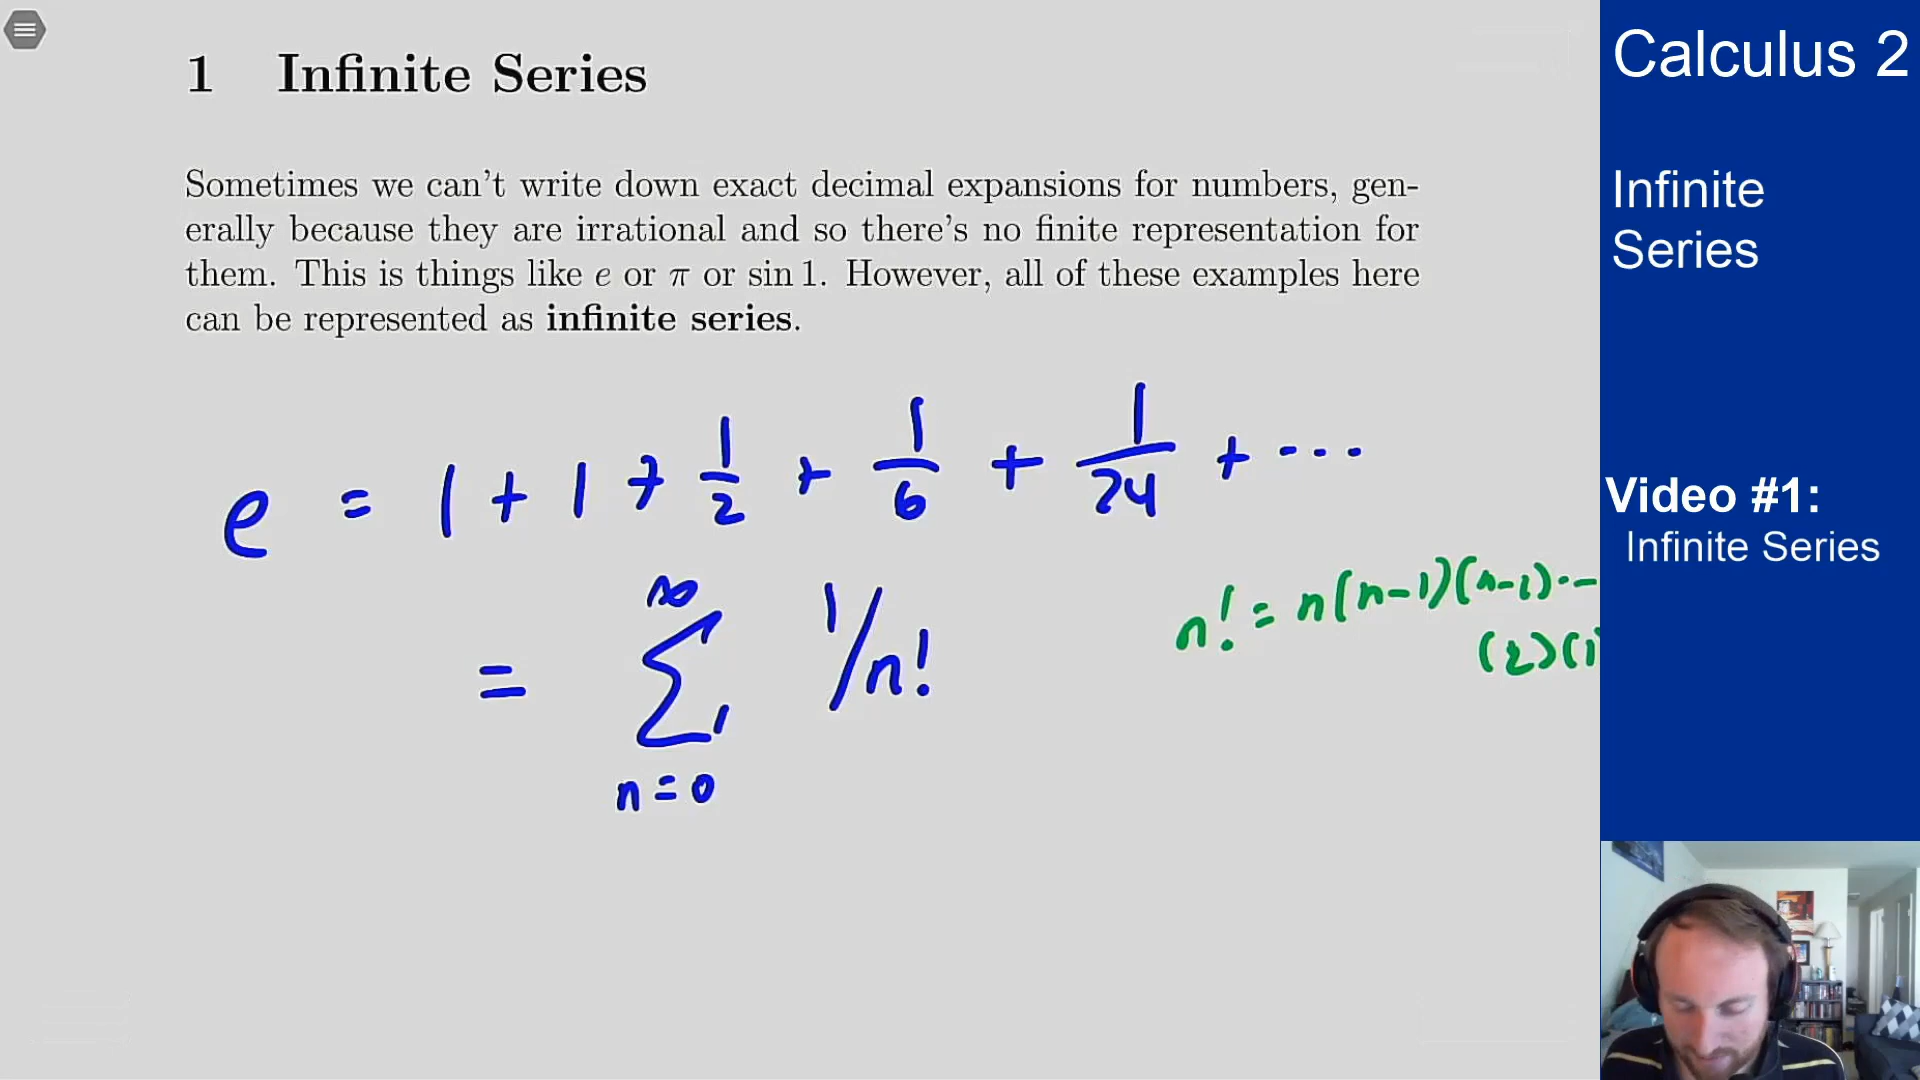 1 Infinite Series
Sometimes we can't write down exact decimal expansions for numbers, gen-
erally because they are irrational and so there's no finite representation for
them. This is things like e or π or sin 1. However, all of these examples here
can be represented as infinite series.
e = 1 + 1 + 1/2 + 1/6 + 1/24 + ...
= ∞ ∑ n=0 1/n!
n! = n(n-1)(n-2)...
(2)(1)
Calculus 2
Infinite
Series
Video #1:
Infinite Series